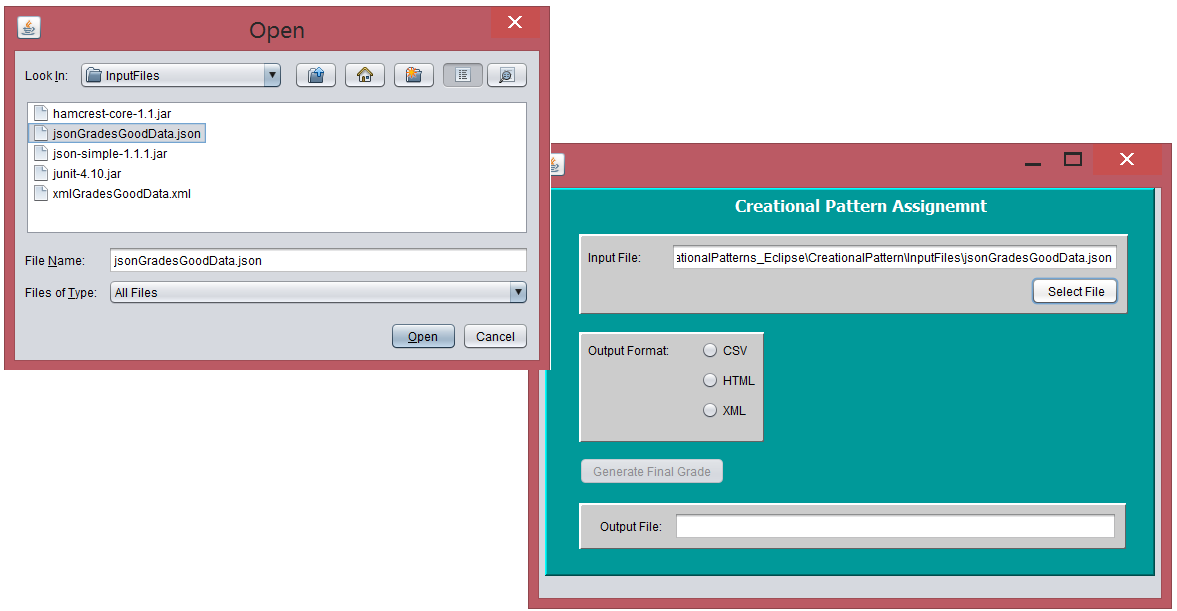 Open
Look In: InputFiles
hamcrest-core-1.1.jar
jsonGradesGoodData.json
json-simple-1.1.1.jar
junit-4.10.jar
xmlGradesGoodData.xml
File Name: jsonGradesGoodData.json
Files of Type: All Files
Open Cancel
Creational Pattern Assignemnt
Input File: ationalPatterns_Eclipse\CreationalPattern\InputFiles\jsonGradesGoodData.json
Select File
Output Format: CSV
HTML
XML
Generate Final Grade
Output File: